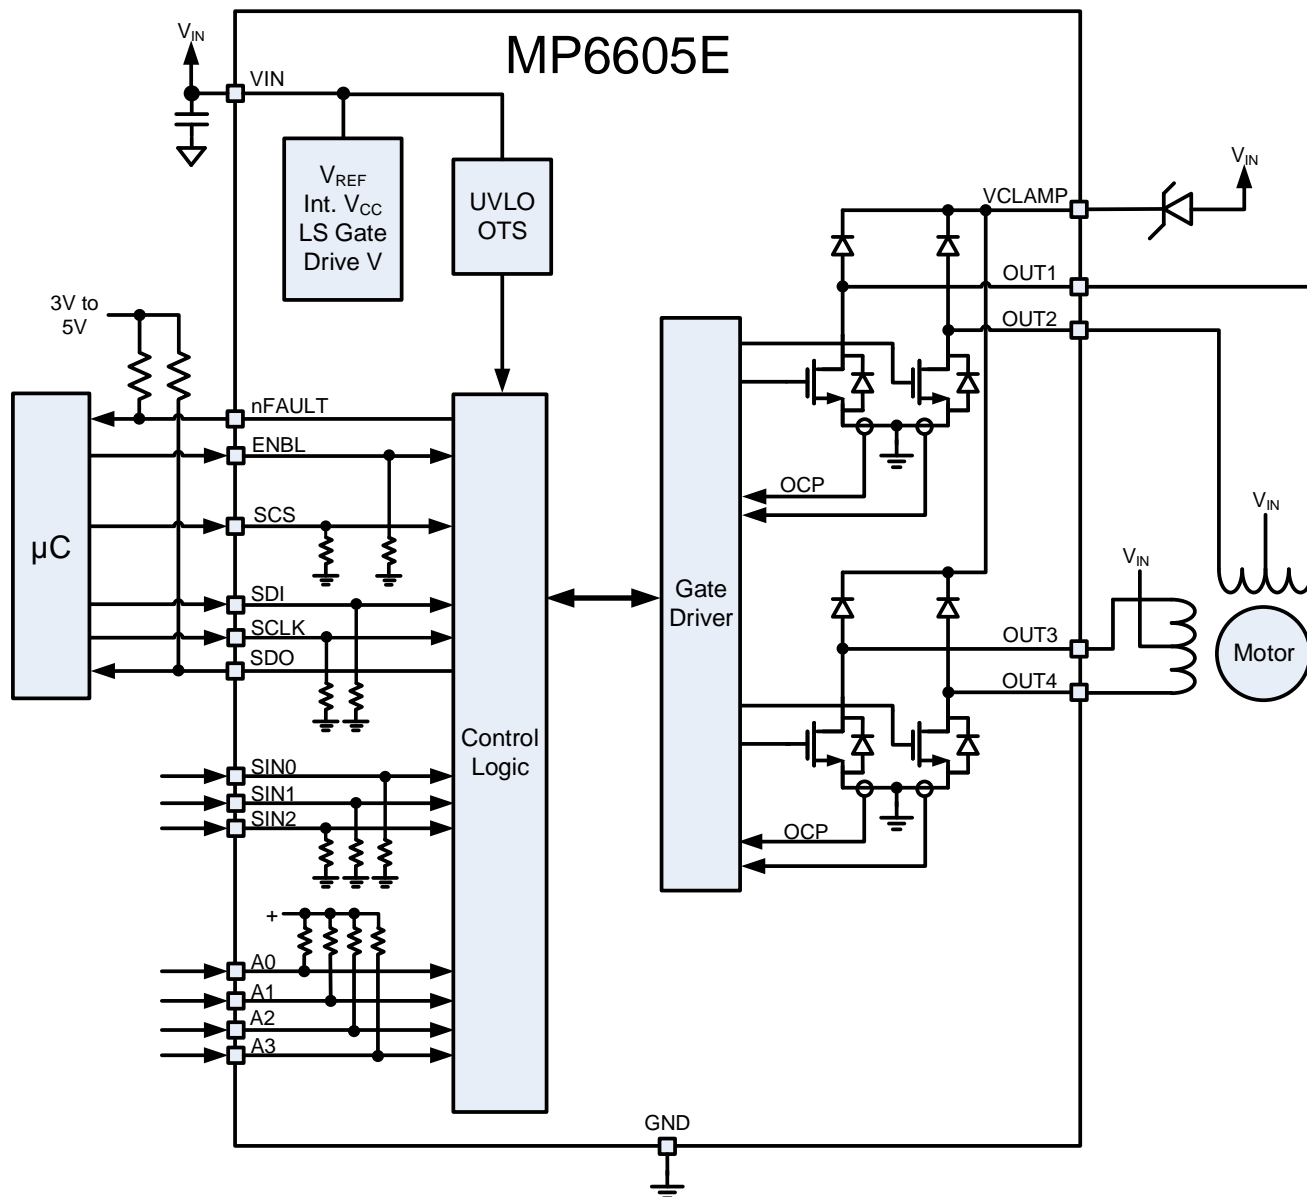 MP6605E
VIN
VIN
VREF
Int. VCC
LS Gate
Drive V
UVLO
OTS
VIN
VCLAMP
OUT1
OUT2
3V to
5V
nFAULT
ENBL
SCS
SDI
SCLK
SDO
µC
SIN0
SIN1
SIN2
+
A0
A1
A2
A3
Control
Logic
Gate
Driver
OCP
OCP
VIN
VIN
OUT3
OUT4
Motor
GND